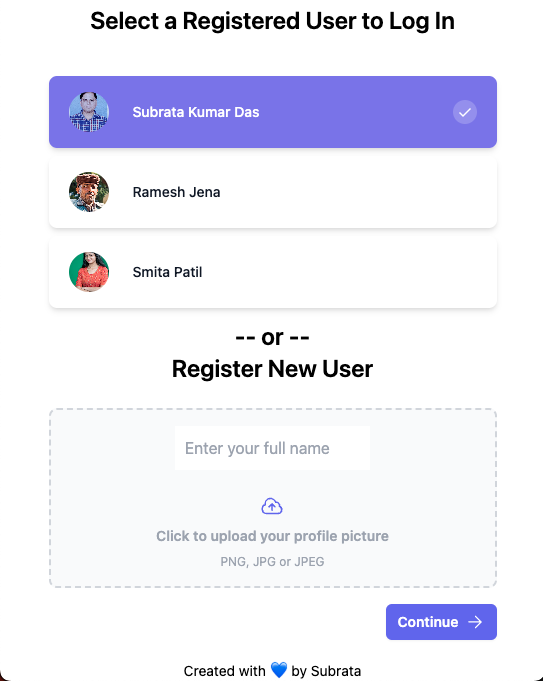 Select a Registered User to Log In
Subrata Kumar Das
Ramesh Jena
Smita Patil
-- or --
Register New User
Enter your full name
Click to upload your profile picture
PNG, JPG or JPEG
Continue →
Created with 💙 by Subrata